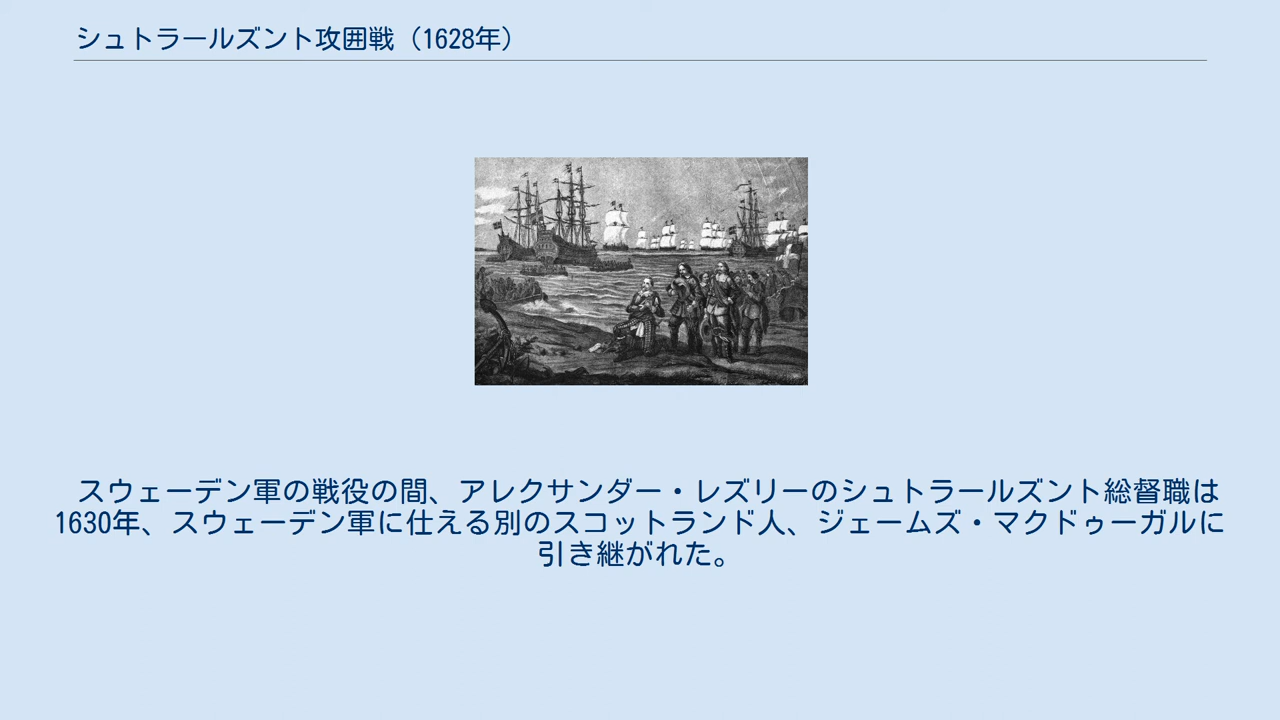 シュトラールズント攻囲戦（1628年）
スウェーデン軍の戦役の間、アレクサンダー・レズリーのシュトラールズント総督職は
1630年、スウェーデン軍に仕える別のスコットランド人、ジェームズ・マクドゥーガルに
引き継がれた。